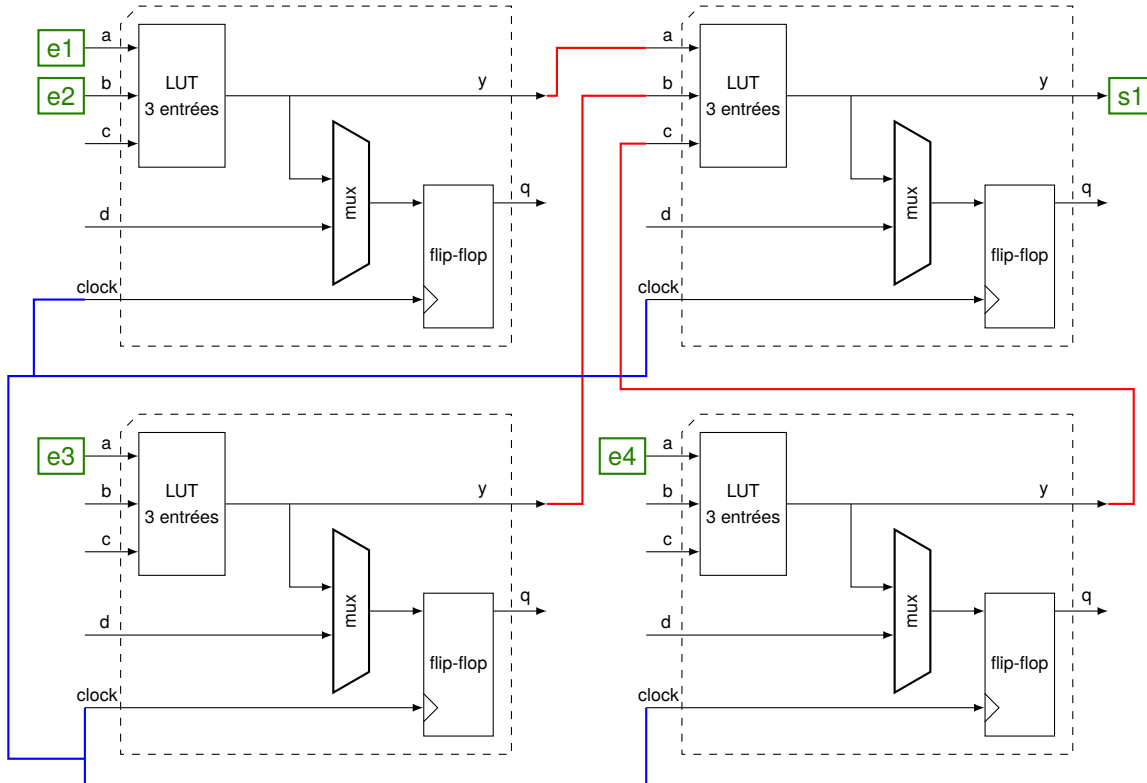 e1
a
e2
b
c
LUT
3 entrées
y
mux
d
q
flip-flop
clock
a
b
c
LUT
3 entrées
y
s1
mux
d
q
flip-flop
clock
e3
a
b
c
LUT
3 entrées
y
mux
d
q
flip-flop
clock
e4
a
b
c
LUT
3 entrées
y
mux
d
q
flip-flop
clock